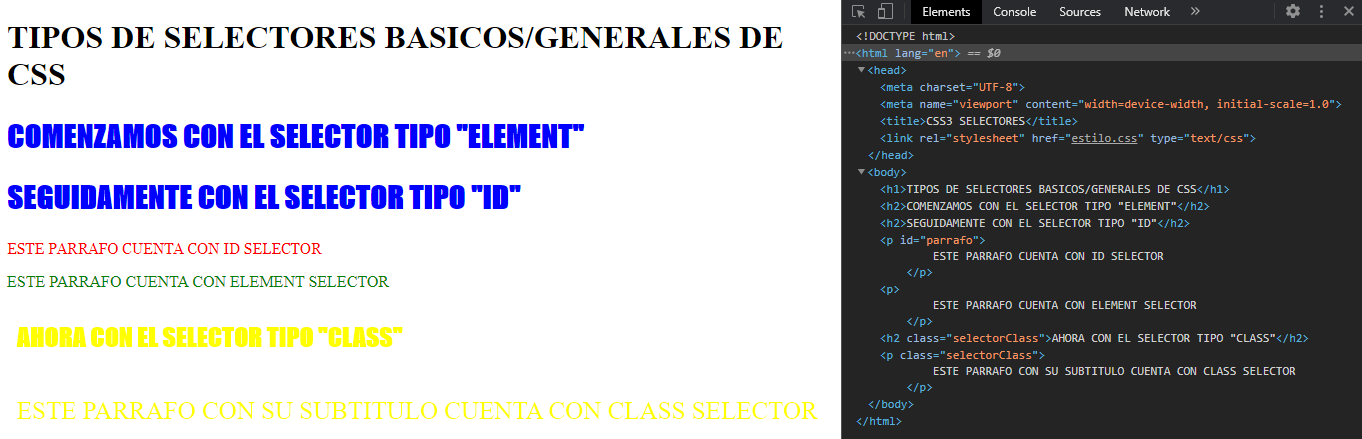 TIPOS DE SELECTORES BASICOS/GENERALES DE
CSS
COMENZAMOS CON EL SELECTOR TIPO "ELEMENT"
SEGUIDAMENTE CON EL SELECTOR TIPO "ID"
ESTE PARRAFO CUENTA CON ID SELECTOR
ESTE PARRAFO CUENTA CON ELEMENT SELECTOR
AHORA CON EL SELECTOR TIPO "CLASS"
ESTE PARRAFO CON SU SUBTITULO CUENTA CON CLASS SELECTOR
Elements Console Sources Network »
<!DOCTYPE html>
···<html lang="en"> == $0
▼<head>
<meta charset="UTF-8">
<meta name="viewport" content="width=device-width, initial-scale=1.0">
<title>CSS3 SELECTORES</title>
<link rel="stylesheet" href="estilo.css" type="text/css">
</head>
▼<body>
<h1>TIPOS DE SELECTORES BASICOS/GENERALES DE CSS</h1>
<h2>COMENZAMOS CON EL SELECTOR TIPO "ELEMENT"</h2>
<h2>SEGUIDAMENTE CON EL SELECTOR TIPO "ID"</h2>
<p id="parrafo">
ESTE PARRAFO CUENTA CON ID SELECTOR
</p>
<p>
ESTE PARRAFO CUENTA CON ELEMENT SELECTOR
</p>
<h2 class="selectorClass">AHORA CON EL SELECTOR TIPO "CLASS"</h2>
<p class="selectorClass">
ESTE PARRAFO CON SU SUBTITULO CUENTA CON CLASS SELECTOR
</p>
</body>
</html>